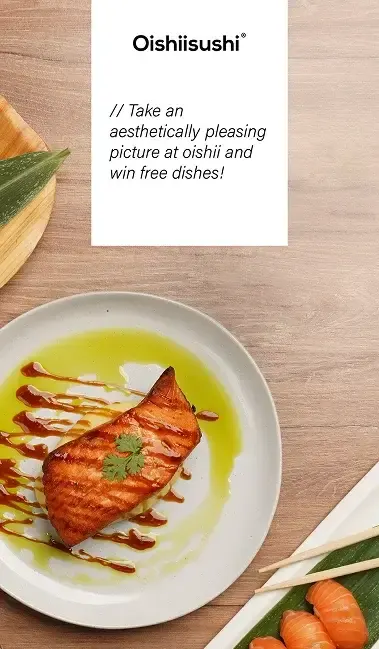 Oishiisushi®
// Take an
aesthetically pleasing
picture at oishii and
win free dishes!